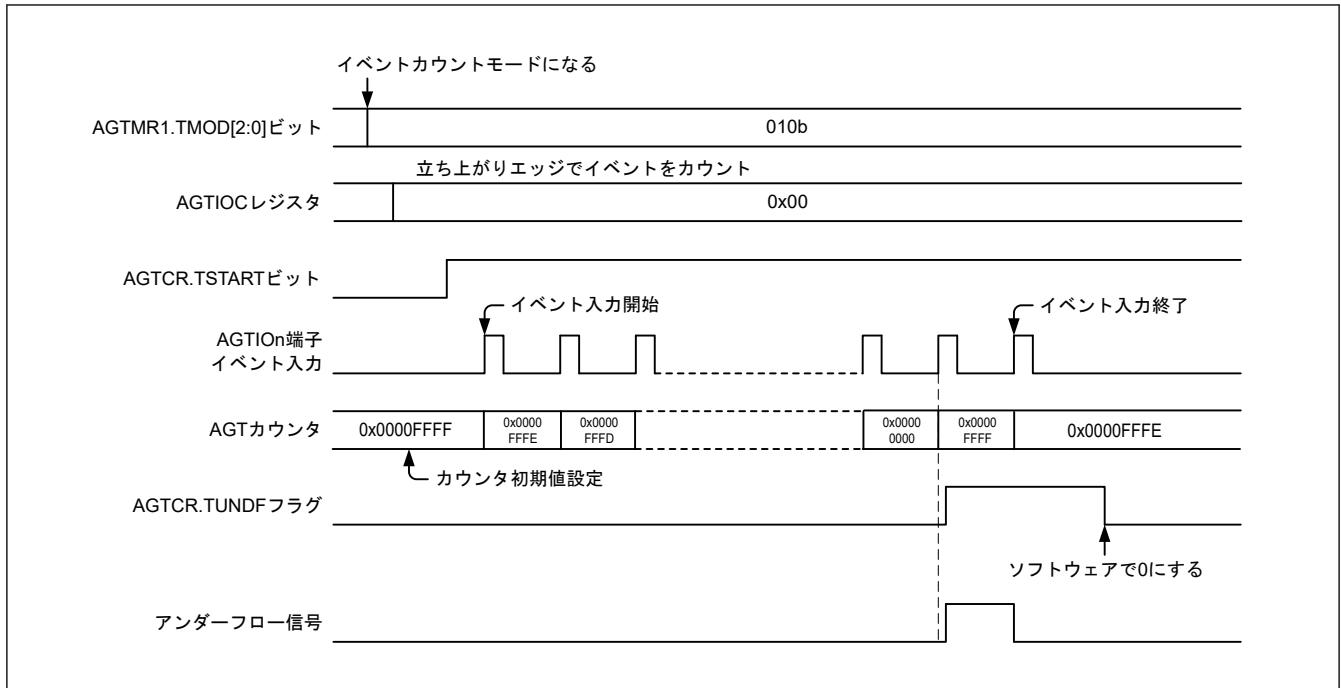 イベントカウントモードになる
AGTMR1.TMOD[2:0]ビット
010b
立ち上がりエッジでイベントをカウント
AGTIOCレジスタ
0x00
AGTCR.TSTARTビット
イベント入力開始
イベント入力終了
AGTIOn端子
イベント入力
AGTカウンタ
0x0000FFFF
0x0000
FFFE
0x0000
FFFD
0x0000
0000
0x0000
FFFF
0x0000FFFE
カウンタ初期値設定
AGTCR.TUNDFフラグ
ソフトウェアで0にする
アンダーフロー信号